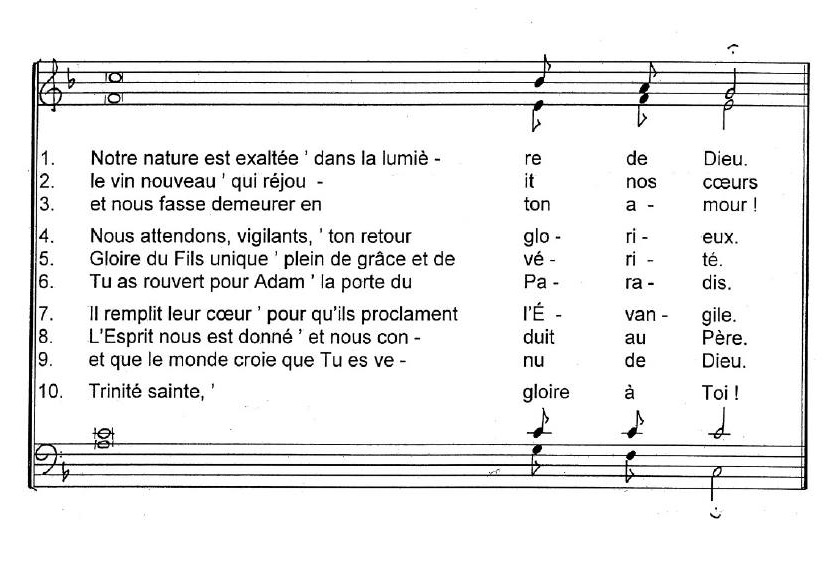 1. Notre nature est exaltée ' dans la lumiè - re de Dieu.
2. le vin nouveau ' qui réjou - it nos cœurs
3. et nous fasse demeurer en ton a - mour !
4. Nous attendons, vigilants, ' ton retour glo - ri - eux.
5. Gloire du Fils unique ' plein de grâce et de vé - ri - té.
6. Tu as rouvert pour Adam ' la porte du Pa - ra - dis.
7. Il remplit leur cœur ' pour qu'ils proclament l'É - van - gile.
8. L'Esprit nous est donné ' et nous con - duit au Père.
9. et que le monde croie que Tu es ve - nu de Dieu.
10. Trinité sainte, ' gloire à Toi !